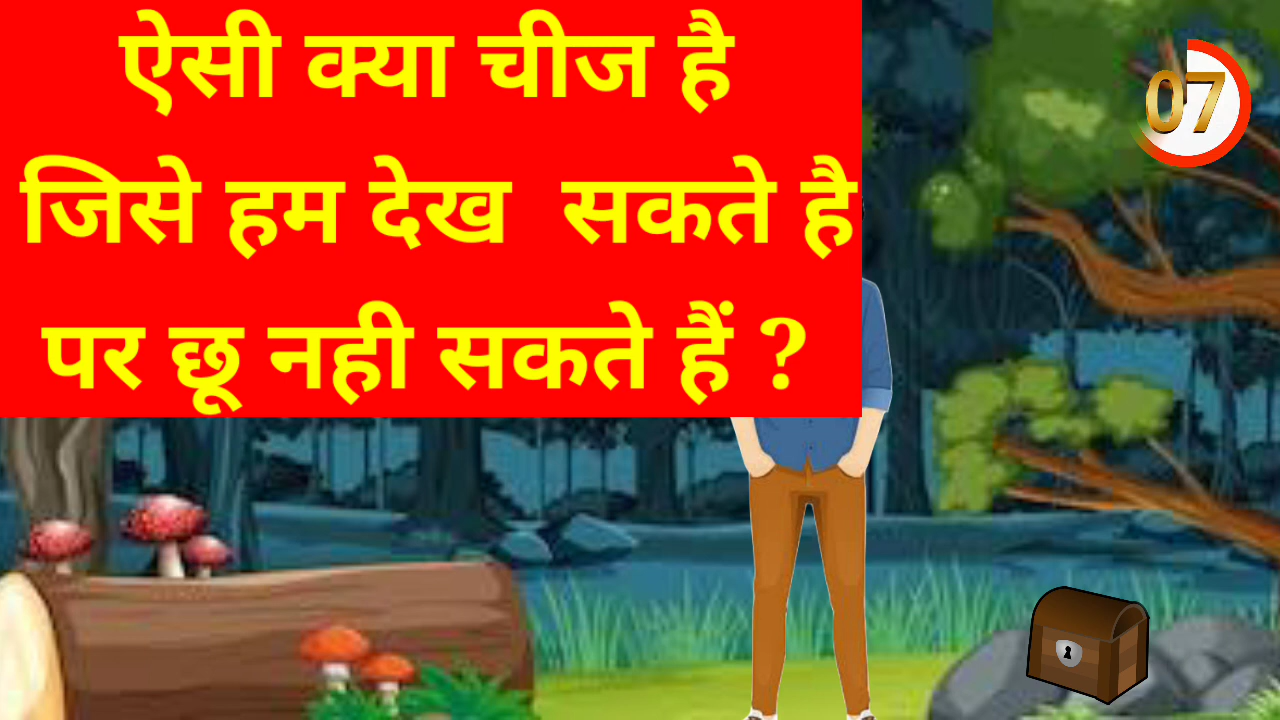 ऐसी क्या चीज है
जिसे हम देख सकते है
पर छू नही सकते हैं ?
07